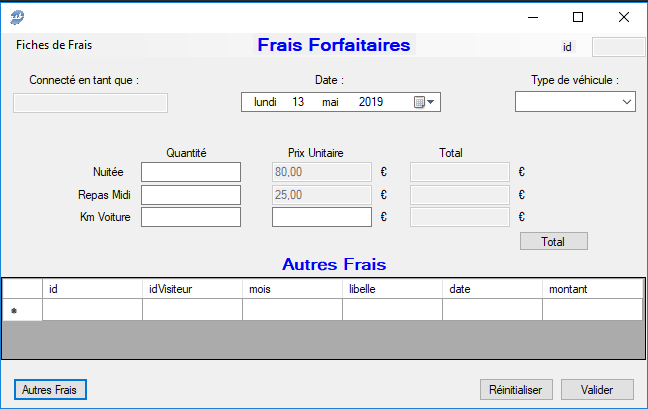 Fiches de Frais
Frais Forfaitaires
id
Connecté en tant que :
Date :
Type de véhicule :
lundi 13 mai 2019
Quantité Prix Unitaire Total
Nuitée 80,00 € €
Repas Midi 25,00 € €
Km Voiture € €
Total
Autres Frais
id idVisiteur mois libelle date montant
Autres Frais
Réinitialiser
Valider